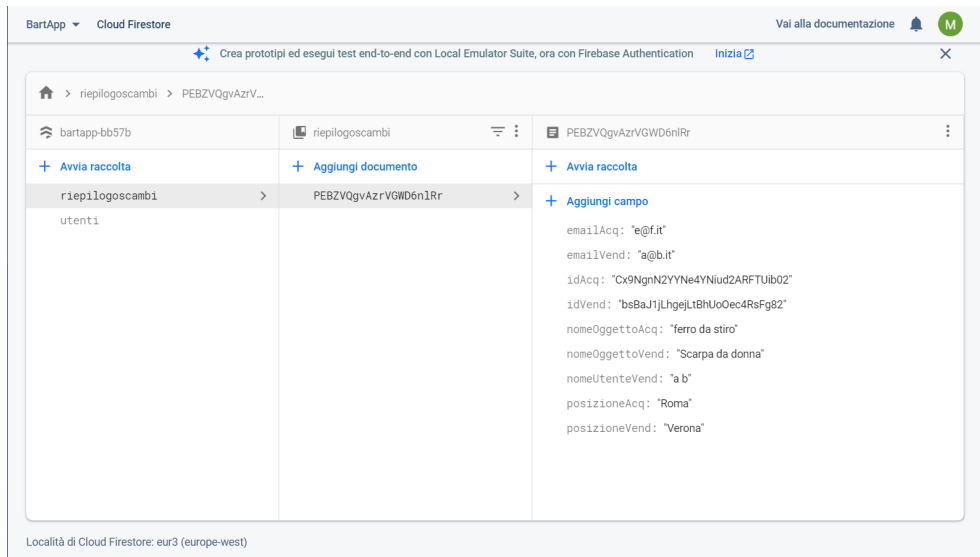 BartApp Cloud Firestore Vai alla documentazione M
Crea prototipi ed esegui test end-to-end con Local Emulator Suite, ora con Firebase Authentication Inizia
riepilogoscambi > PEBZVQgvAzrV...
bartapp-bb57b
Avvia raccolta
riepilogoscambi
utenti
riepilogoscambi
Aggiungi documento
PEBZVQgvAzrVGWD6nlRr
PEBZVQgvAzrVGWD6nlRr
Avvia raccolta
Aggiungi campo
emailAcq: "e@f.it"
emailVend: "a@b.it"
idAcq: "Cx9NgnN2YYNe4YNiud2ARFTUib02"
idVend: "bsBaJ1jLhgejLtBhUoOec4RsFg82"
nomeOggettoAcq: "ferro da stiro"
nomeOggettoVend: "Scarpa da donna"
nomeUtenteVend: "a b"
posizioneAcq: "Roma"
posizioneVend: "Verona"
Località di Cloud Firestore: eur3 (europe-west)